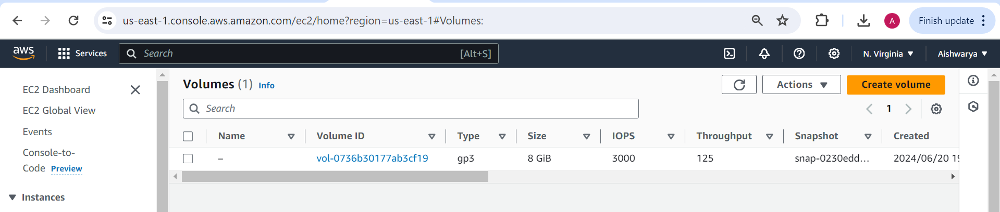 us-east-1.console.aws.amazon.com/ec2/home?region=us-east-1#Volumes:
A
Finish update
aws
Services
Search
[Alt+S]
N. Virginia
Aishwarya
EC2 Dashboard
EC2 Global View
Events
Console-to-
Code Preview
Instances
Volumes (1) Info
Actions
Create volume
Search
1
Name Volume ID Type Size IOPS Throughput Snapshot Created
– vol-0736b30177ab3cf19 gp3 8 GiB 3000 125 snap-0230edd... 2024/06/20 19